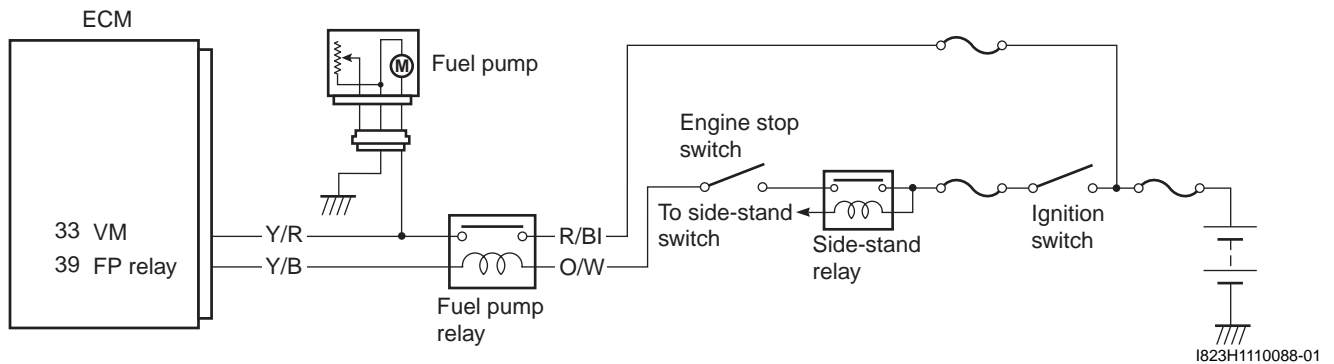 ECM
Fuel pump
M
Engine stop
switch
To side-stand
switch
Side-stand
relay
Ignition
switch
33 VM
39 FP relay
Y/R
Y/B
R/Bl
O/W
Fuel pump
relay
I823H1110088-01